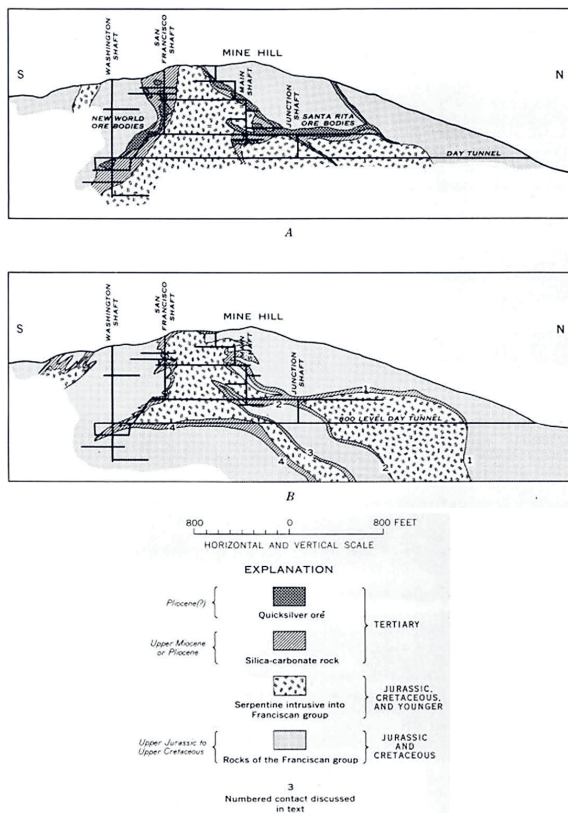 WASHINGTON
SHAFT
SAN
FRANCISCO
SHAFT
MINE HILL
MAIN
SHAFT
JUNCTION
SHAFT
S
N
NEW WORLD
ORE BODIES
SANTA RITA
ORE BODIES
DAY TUNNEL
A
WASHINGTON
SHAFT
SAN
FRANCISCO
SHAFT
MINE HILL
MAIN
SHAFT
JUNCTION
SHAFT
S
N
1
2
800 LEVEL DAY TUNNEL
4
3
4
2
1
B
800 0 800 FEET
HORIZONTAL AND VERTICAL SCALE
EXPLANATION
Pliocene(?)
Quicksilver ore
TERTIARY
Upper Miocene
or Pliocene
Silica-carbonate rock
Serpentine intrusive into
Franciscan group
JURASSIC,
CRETACEOUS,
AND YOUNGER
Upper Jurassic to
Upper Cretaceous
Rocks of the Franciscan group
JURASSIC
AND
CRETACEOUS
3
Numbered contact discussed
in text